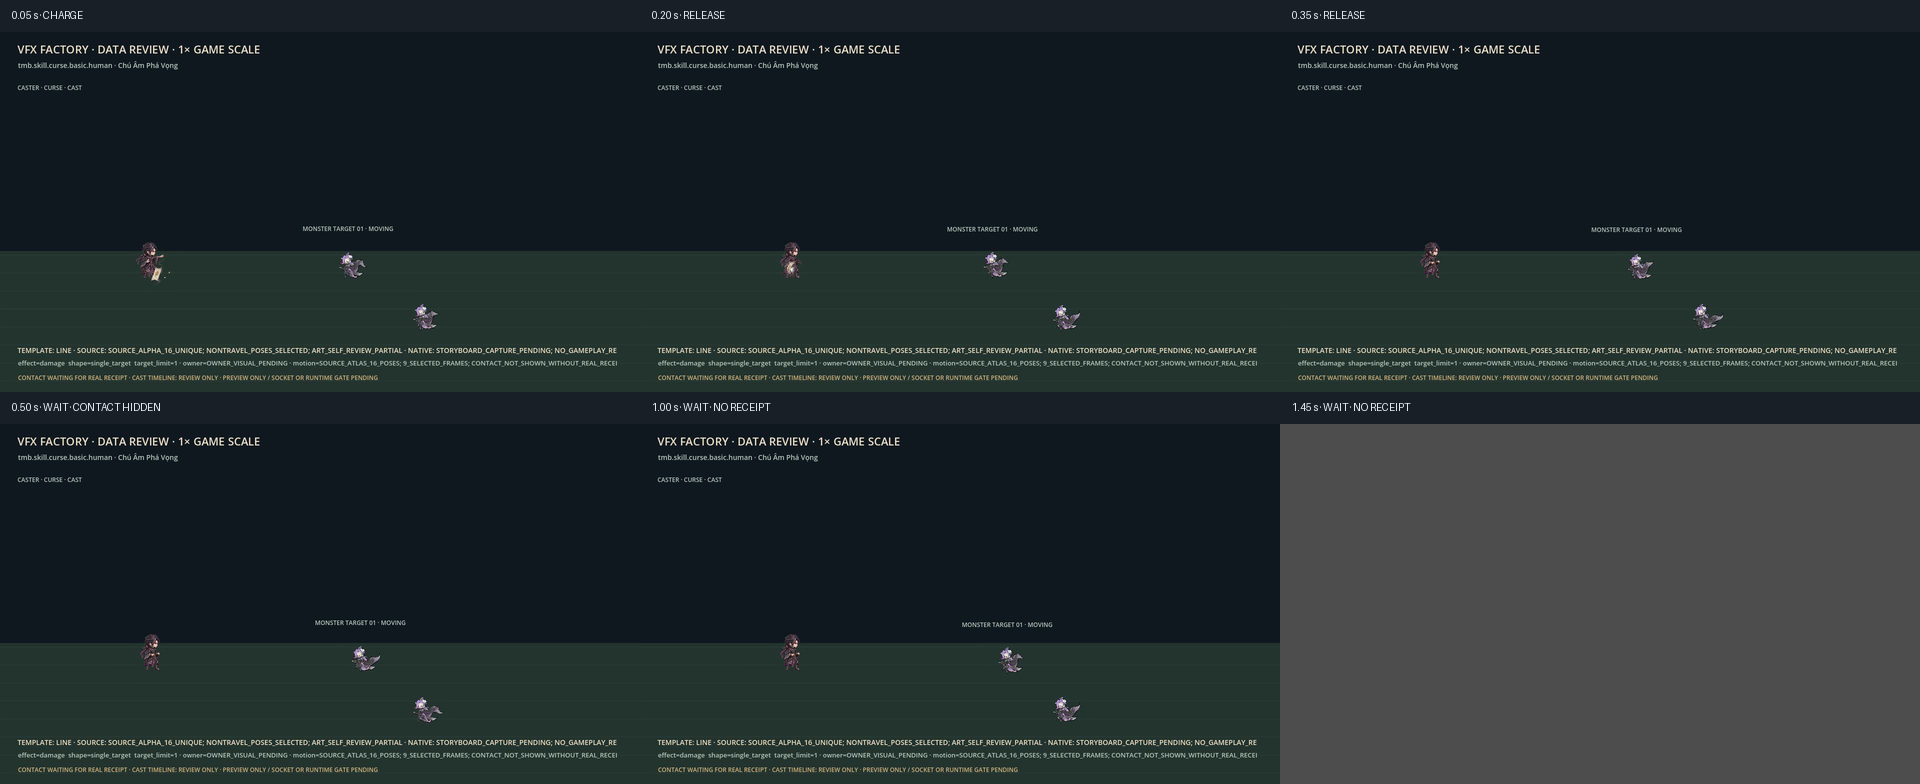 0.05 s · CHARGE
VFX FACTORY · DATA REVIEW · 1× GAME SCALE
tmb.skill.curse.basic.human · Chú Ấm Phá Vọng
CASTER · CURSE · CAST
MONSTER TARGET 01 · MOVING
TEMPLATE: LINE · SOURCE: SOURCE_ALPHA_16_UNIQUE; NONTRAVEL_POSES_SELECTED; ART_SELF_REVIEW_PARTIAL · NATIVE: STORYBOARD_CAPTURE_PENDING; NO_GAMEPLAY_RE
effect=damage shape=single_target target_limit=1 · owner=OWNER_VISUAL_PENDING · motion=SOURCE_ATLAS_16_POSES; 9_SELECTED_FRAMES; CONTACT_NOT_SHOWN_WITHOUT_REAL_RECEI
CONTACT WAITING FOR REAL RECEIPT · CAST TIMELINE: REVIEW ONLY · PREVIEW ONLY / SOCKET OR RUNTIME GATE PENDING
0.20 s · RELEASE
VFX FACTORY · DATA REVIEW · 1× GAME SCALE
tmb.skill.curse.basic.human · Chú Ấm Phá Vọng
CASTER · CURSE · CAST
MONSTER TARGET 01 · MOVING
TEMPLATE: LINE · SOURCE: SOURCE_ALPHA_16_UNIQUE; NONTRAVEL_POSES_SELECTED; ART_SELF_REVIEW_PARTIAL · NATIVE: STORYBOARD_CAPTURE_PENDING; NO_GAMEPLAY_RE
effect=damage shape=single_target target_limit=1 · owner=OWNER_VISUAL_PENDING · motion=SOURCE_ATLAS_16_POSES; 9_SELECTED_FRAMES; CONTACT_NOT_SHOWN_WITHOUT_REAL_RECEI
CONTACT WAITING FOR REAL RECEIPT · CAST TIMELINE: REVIEW ONLY · PREVIEW ONLY / SOCKET OR RUNTIME GATE PENDING
0.35 s · RELEASE
VFX FACTORY · DATA REVIEW · 1× GAME SCALE
tmb.skill.curse.basic.human · Chú Ấm Phá Vọng
CASTER · CURSE · CAST
MONSTER TARGET 01 · MOVING
TEMPLATE: LINE · SOURCE: SOURCE_ALPHA_16_UNIQUE; NONTRAVEL_POSES_SELECTED; ART_SELF_REVIEW_PARTIAL · NATIVE: STORYBOARD_CAPTURE_PENDING; NO_GAMEPLAY_RE
effect=damage shape=single_target target_limit=1 · owner=OWNER_VISUAL_PENDING · motion=SOURCE_ATLAS_16_POSES; 9_SELECTED_FRAMES; CONTACT_NOT_SHOWN_WITHOUT_REAL_RECEI
CONTACT WAITING FOR REAL RECEIPT · CAST TIMELINE: REVIEW ONLY · PREVIEW ONLY / SOCKET OR RUNTIME GATE PENDING
0.50 s · WAIT · CONTACT HIDDEN
VFX FACTORY · DATA REVIEW · 1× GAME SCALE
tmb.skill.curse.basic.human · Chú Ấm Phá Vọng
CASTER · CURSE · CAST
MONSTER TARGET 01 · MOVING
TEMPLATE: LINE · SOURCE: SOURCE_ALPHA_16_UNIQUE; NONTRAVEL_POSES_SELECTED; ART_SELF_REVIEW_PARTIAL · NATIVE: STORYBOARD_CAPTURE_PENDING; NO_GAMEPLAY_RE
effect=damage shape=single_target target_limit=1 · owner=OWNER_VISUAL_PENDING · motion=SOURCE_ATLAS_16_POSES; 9_SELECTED_FRAMES; CONTACT_NOT_SHOWN_WITHOUT_REAL_RECEI
CONTACT WAITING FOR REAL RECEIPT · CAST TIMELINE: REVIEW ONLY · PREVIEW ONLY / SOCKET OR RUNTIME GATE PENDING
1.00 s · WAIT · NO RECEIPT
VFX FACTORY · DATA REVIEW · 1× GAME SCALE
tmb.skill.curse.basic.human · Chú Ấm Phá Vọng
CASTER · CURSE · CAST
MONSTER TARGET 01 · MOVING
TEMPLATE: LINE · SOURCE: SOURCE_ALPHA_16_UNIQUE; NONTRAVEL_POSES_SELECTED; ART_SELF_REVIEW_PARTIAL · NATIVE: STORYBOARD_CAPTURE_PENDING; NO_GAMEPLAY_RE
effect=damage shape=single_target target_limit=1 · owner=OWNER_VISUAL_PENDING · motion=SOURCE_ATLAS_16_POSES; 9_SELECTED_FRAMES; CONTACT_NOT_SHOWN_WITHOUT_REAL_RECEI
CONTACT WAITING FOR REAL RECEIPT · CAST TIMELINE: REVIEW ONLY · PREVIEW ONLY / SOCKET OR RUNTIME GATE PENDING
1.45 s · WAIT · NO RECEIPT